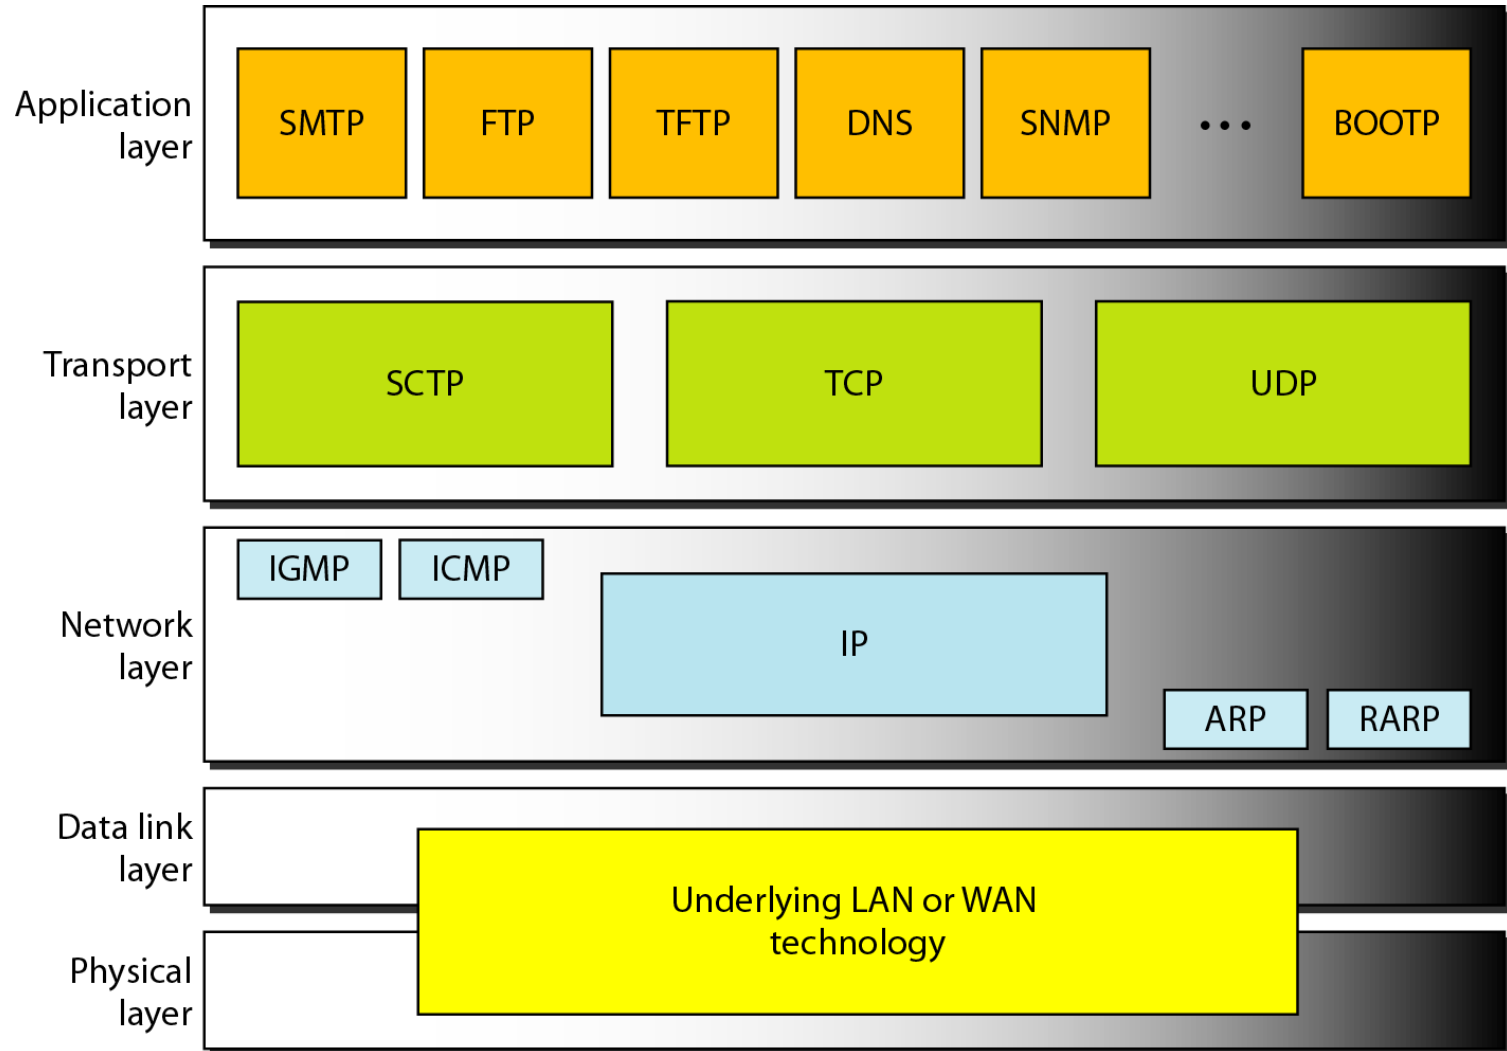 Application
layer
SMTP
FTP
TFTP
DNS
SNMP
...
BOOTP
Transport
layer
SCTP
TCP
UDP
Network
layer
IGMP
ICMP
IP
ARP
RARP
Data link
layer
Underlying LAN or WAN
technology
Physical
layer